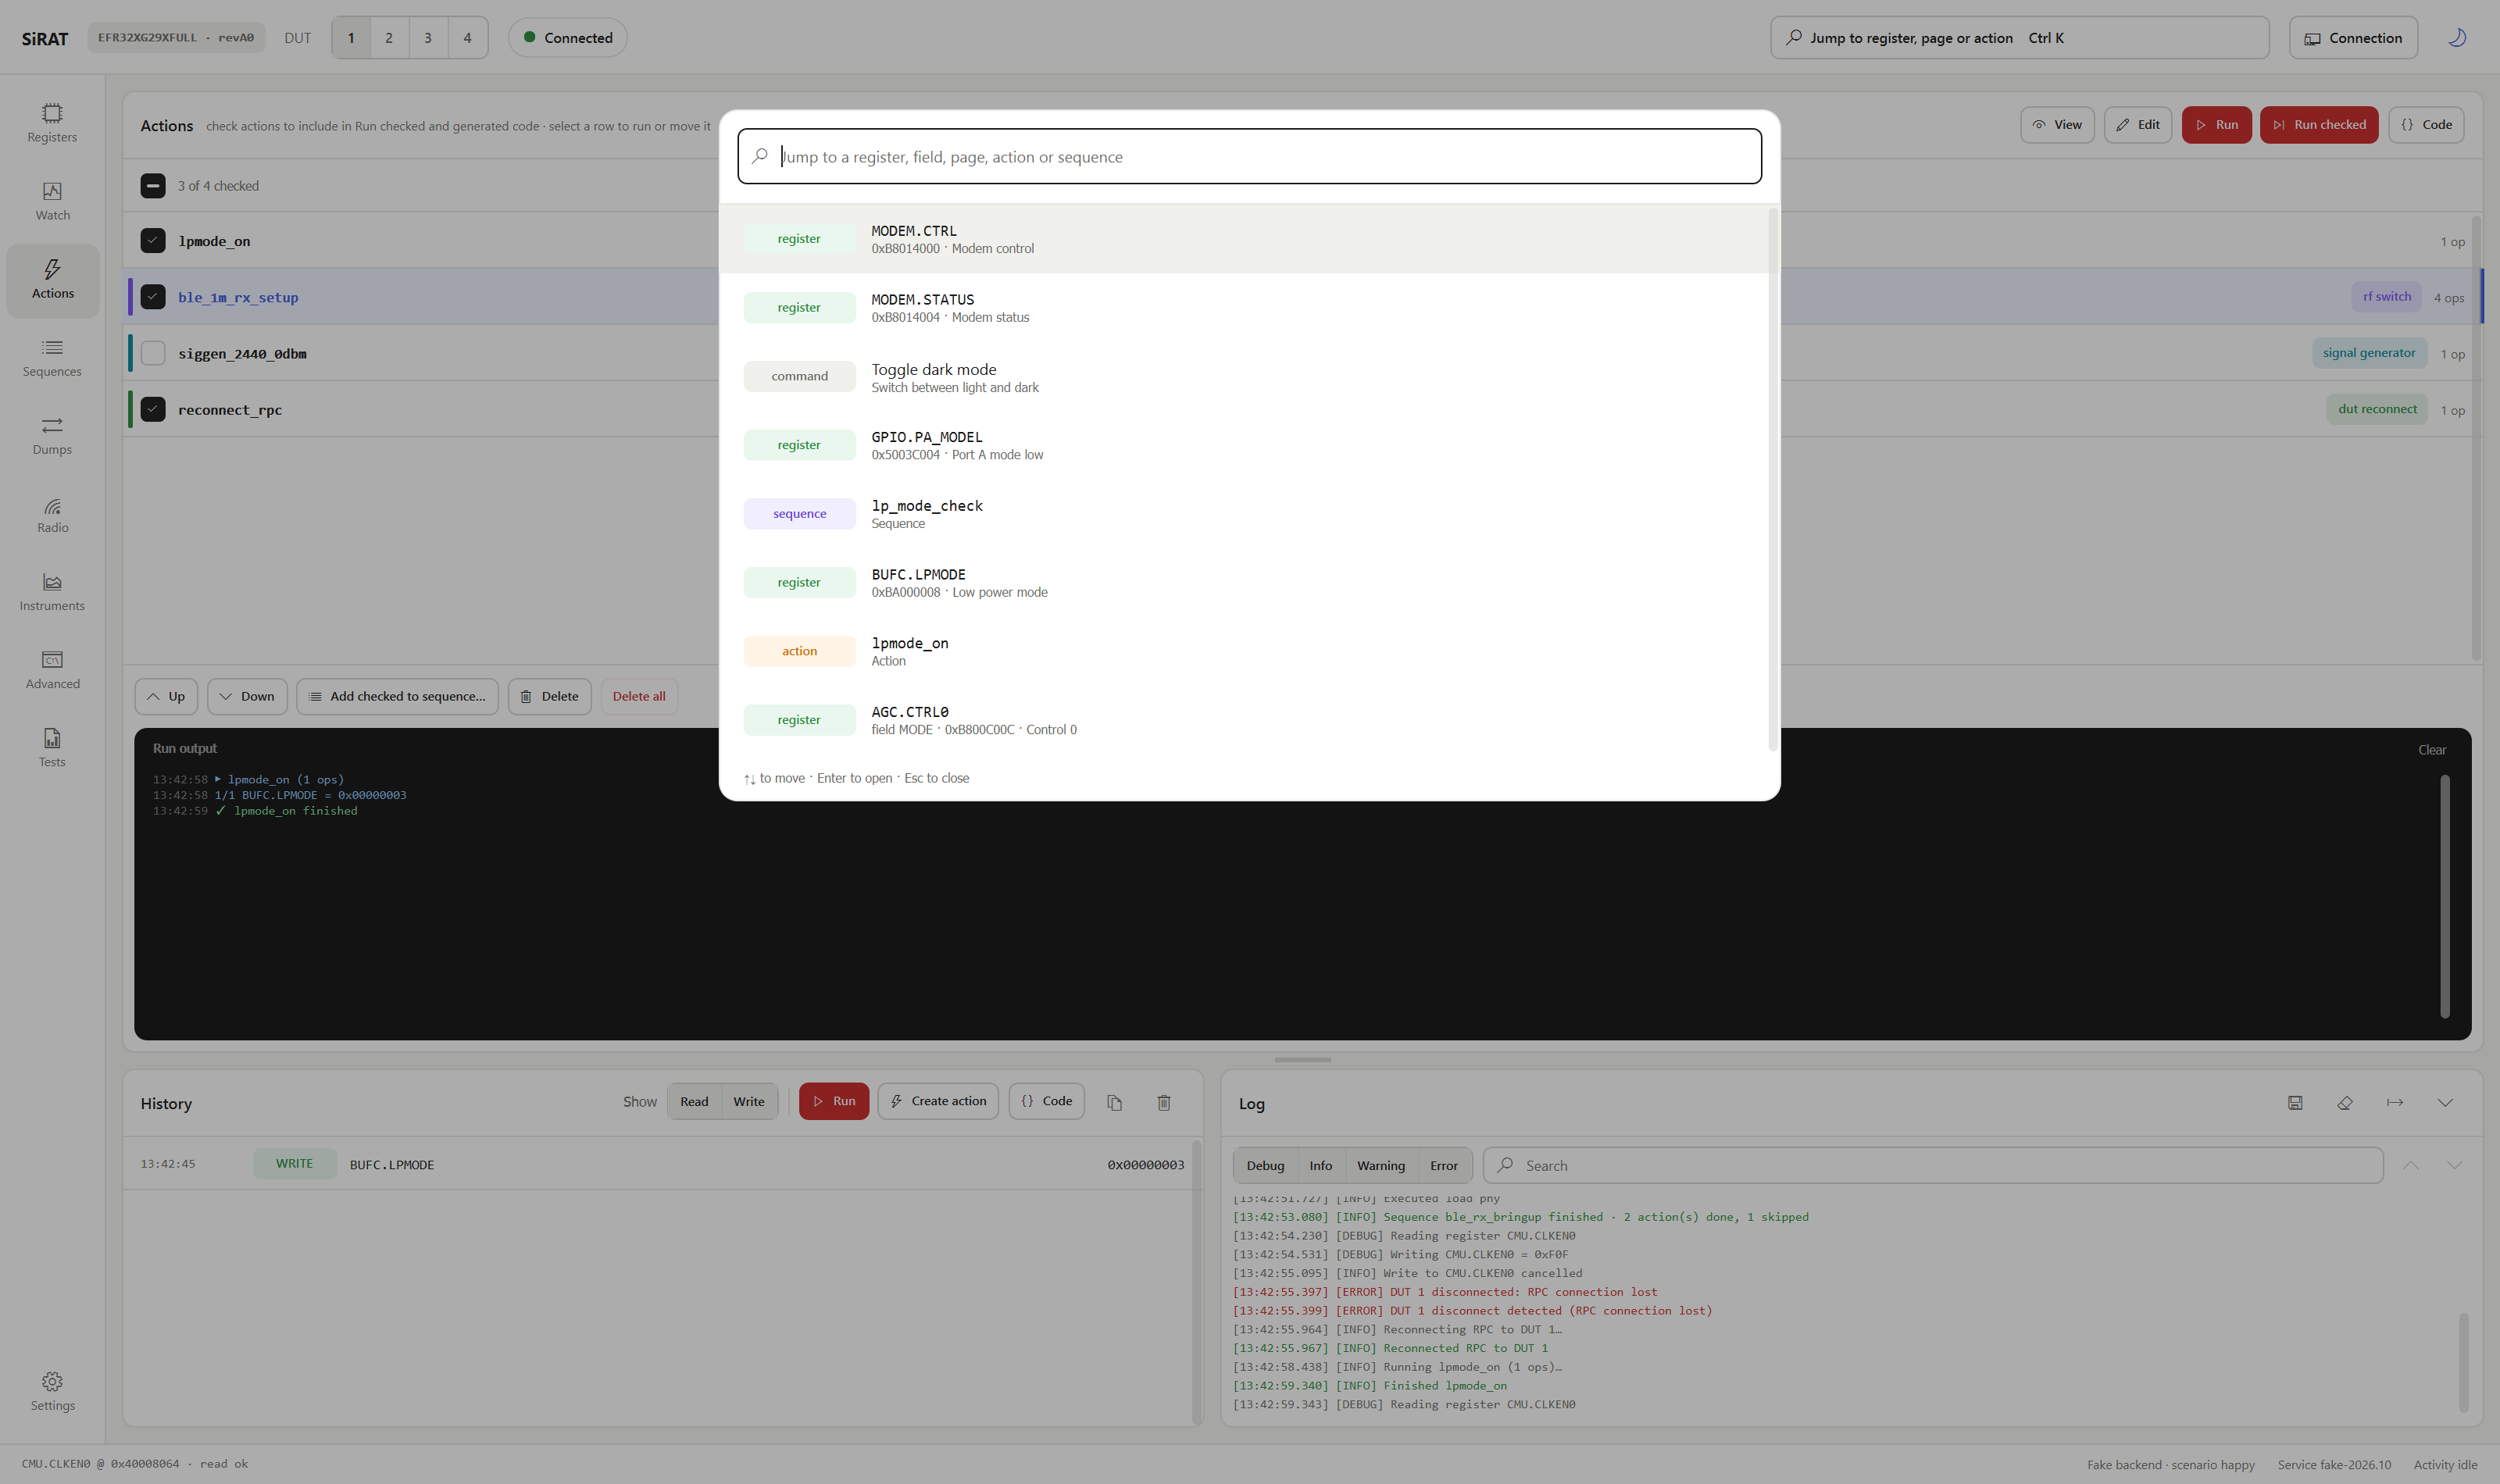 SiRAT
EFR32XG29XFULL · revA0
DUT
1 2 3 4
Connected
Jump to register, page or action Ctrl K
Connection
Registers
Watch
Actions
Sequences
Dumps
Radio
Instruments
Advanced
Tests
Settings
Actions
check actions to include in Run checked and generated code · select a row to run or move it
View
Edit
Run
Run checked
Code
3 of 4 checked
lpmode_on
1 op
ble_1m_rx_setup
rf switch
4 ops
siggen_2440_0dbm
signal generator
1 op
reconnect_rpc
dut reconnect
1 op
Jump to a register, field, page, action or sequence
register
MODEM.CTRL
0xB8014000 · Modem control
register
MODEM.STATUS
0xB8014004 · Modem status
command
Toggle dark mode
Switch between light and dark
register
GPIO.PA_MODEL
0x5003C004 · Port A mode low
sequence
lp_mode_check
Sequence
register
BUFC.LPMODE
0xBA000008 · Low power mode
action
lpmode_on
Action
register
AGC.CTRL0
field MODE · 0xB800C00C · Control 0
↑↓ to move · Enter to open · Esc to close
Up
Down
Add checked to sequence...
Delete
Delete all
Run output
Clear
13:42:58 ▸ lpmode_on (1 ops)
13:42:58 1/1 BUFC.LPMODE = 0x00000003
13:42:59 ✓ lpmode_on finished
History
Show
Read
Write
Run
Create action
Code
13:42:45
WRITE
BUFC.LPMODE
0x00000003
Log
Debug
Info
Warning
Error
Search
[13:42:51.727] [INFO] Executed load phy
[13:42:53.080] [INFO] Sequence ble_rx_bringup finished · 2 action(s) done, 1 skipped
[13:42:54.230] [DEBUG] Reading register CMU.CLKEN0
[13:42:54.531] [DEBUG] Writing CMU.CLKEN0 = 0xF0F
[13:42:55.095] [INFO] Write to CMU.CLKEN0 cancelled
[13:42:55.397] [ERROR] DUT 1 disconnected: RPC connection lost
[13:42:55.399] [ERROR] DUT 1 disconnect detected (RPC connection lost)
[13:42:55.964] [INFO] Reconnecting RPC to DUT 1…
[13:42:55.967] [INFO] Reconnected RPC to DUT 1
[13:42:58.438] [INFO] Running lpmode_on (1 ops)…
[13:42:59.340] [INFO] Finished lpmode_on
[13:42:59.343] [DEBUG] Reading register CMU.CLKEN0
CMU.CLKEN0 @ 0x40008064 · read ok
Fake backend · scenario happy
Service fake-2026.10
Activity idle